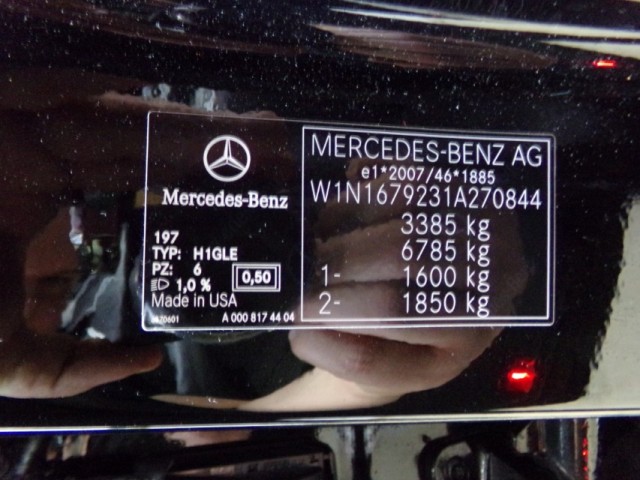 Mercedes-Benz
197
TYP: H1GLE
PZ: 6
1,0 %
0,50
Made in USA
A 000 817 44 04
MERCEDES-BENZ AG
e1*2007/46*1885
W1N1679231A270844
3385 kg
6785 kg
1- 1600 kg
2- 1850 kg